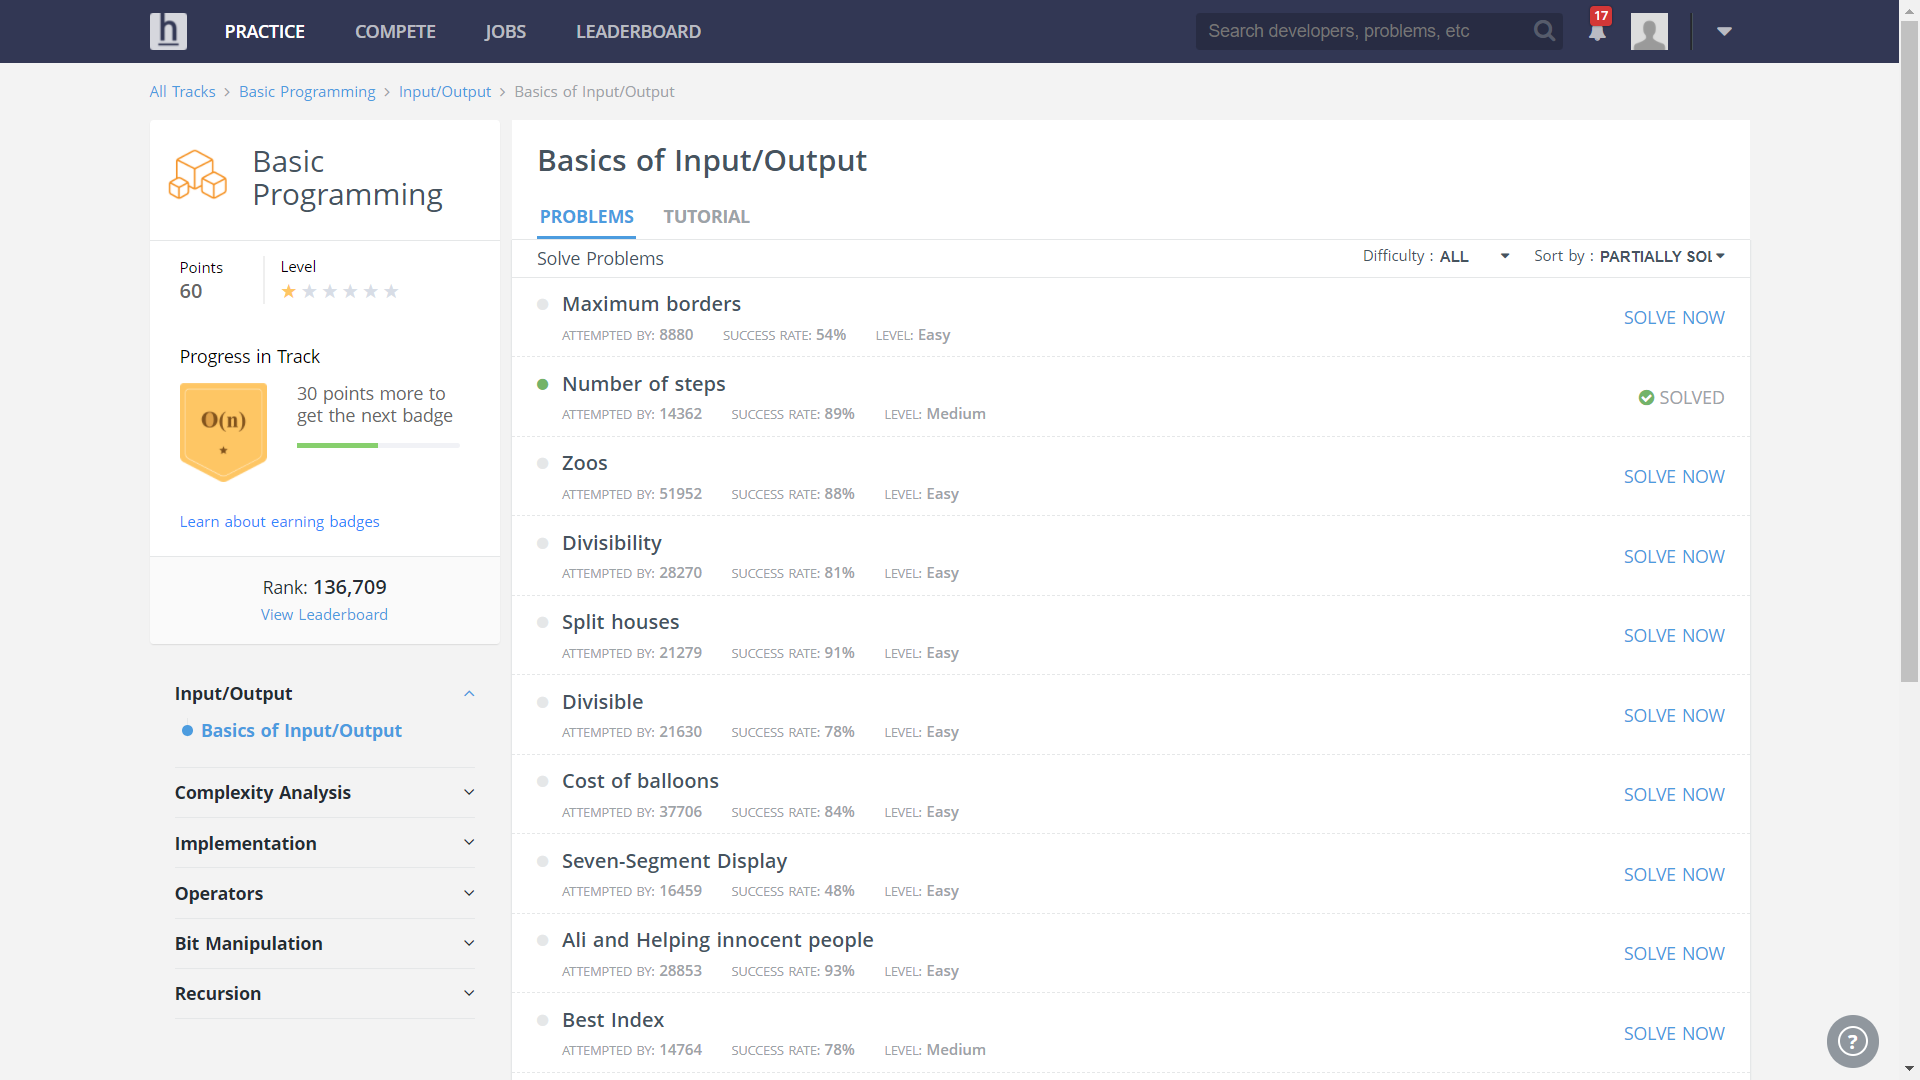 h
PRACTICE COMPETE JOBS LEADERBOARD
Search developers, problems, etc
17
All Tracks › Basic Programming › Input/Output › Basics of Input/Output
Basic
Programming
Points
60
Level
Progress in Track
O(n)
30 points more to
get the next badge
Learn about earning badges
Rank: 136,709
View Leaderboard
Input/Output
Basics of Input/Output
Complexity Analysis
Implementation
Operators
Bit Manipulation
Recursion
Basics of Input/Output
PROBLEMS TUTORIAL
Solve Problems
Difficulty : ALL
Sort by : PARTIALLY SOL
Maximum borders
ATTEMPTED BY: 8880 SUCCESS RATE: 54% LEVEL: Easy
SOLVE NOW
Number of steps
ATTEMPTED BY: 14362 SUCCESS RATE: 89% LEVEL: Medium
SOLVED
Zoos
ATTEMPTED BY: 51952 SUCCESS RATE: 88% LEVEL: Easy
SOLVE NOW
Divisibility
ATTEMPTED BY: 28270 SUCCESS RATE: 81% LEVEL: Easy
SOLVE NOW
Split houses
ATTEMPTED BY: 21279 SUCCESS RATE: 91% LEVEL: Easy
SOLVE NOW
Divisible
ATTEMPTED BY: 21630 SUCCESS RATE: 78% LEVEL: Easy
SOLVE NOW
Cost of balloons
ATTEMPTED BY: 37706 SUCCESS RATE: 84% LEVEL: Easy
SOLVE NOW
Seven-Segment Display
ATTEMPTED BY: 16459 SUCCESS RATE: 48% LEVEL: Easy
SOLVE NOW
Ali and Helping innocent people
ATTEMPTED BY: 28853 SUCCESS RATE: 93% LEVEL: Easy
SOLVE NOW
Best Index
ATTEMPTED BY: 14764 SUCCESS RATE: 78% LEVEL: Medium
SOLVE NOW
?